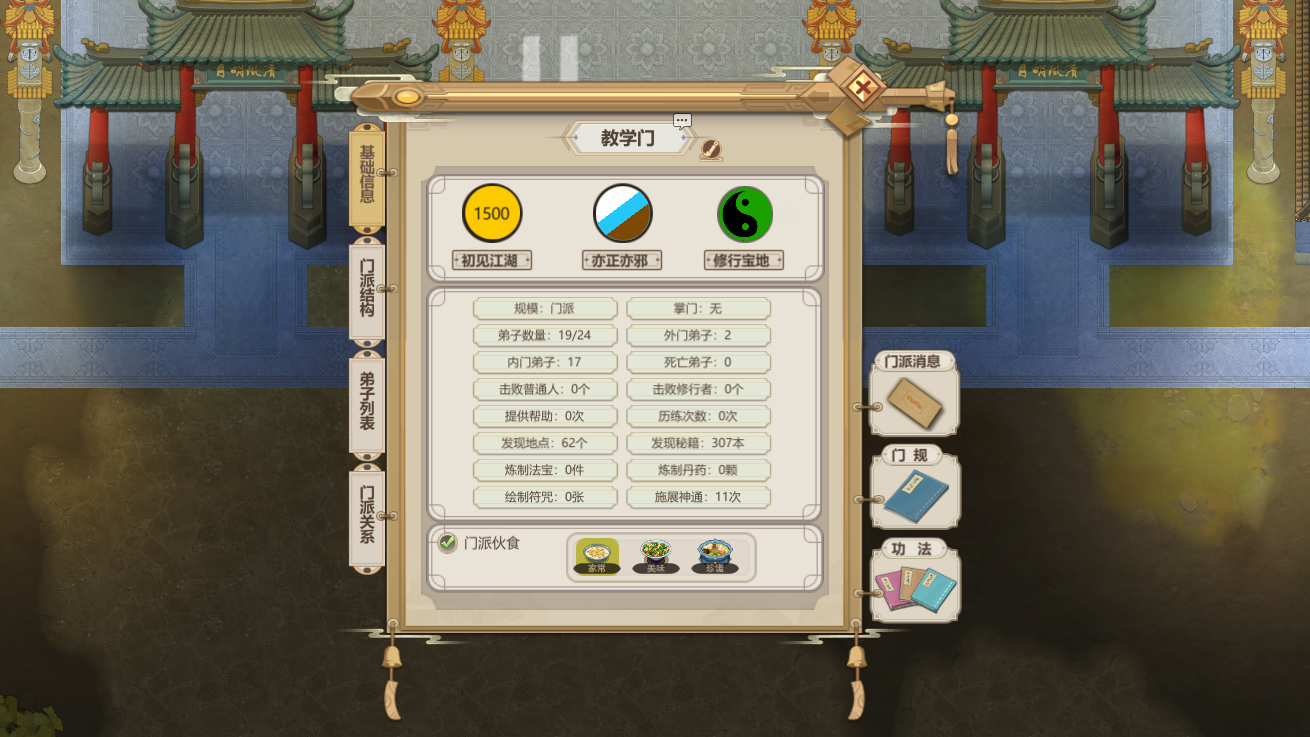 教学门
基础信息
门派结构
弟子列表
门派关系
1500
初见江湖
亦正亦邪
修行宝地
规模：门派
掌门：无
弟子数量：19/24
外门弟子：2
内门弟子：17
死亡弟子：0
击败普通人：0个
击败修行者：0个
提供帮助：0次
历练次数：0次
发现地点：62个
发现秘籍：307本
炼制法宝：0件
炼制丹药：0颗
绘制符咒：0张
施展神通：11次
门派伙食
家常
美味
珍谧
门派消息
门 规
功 法